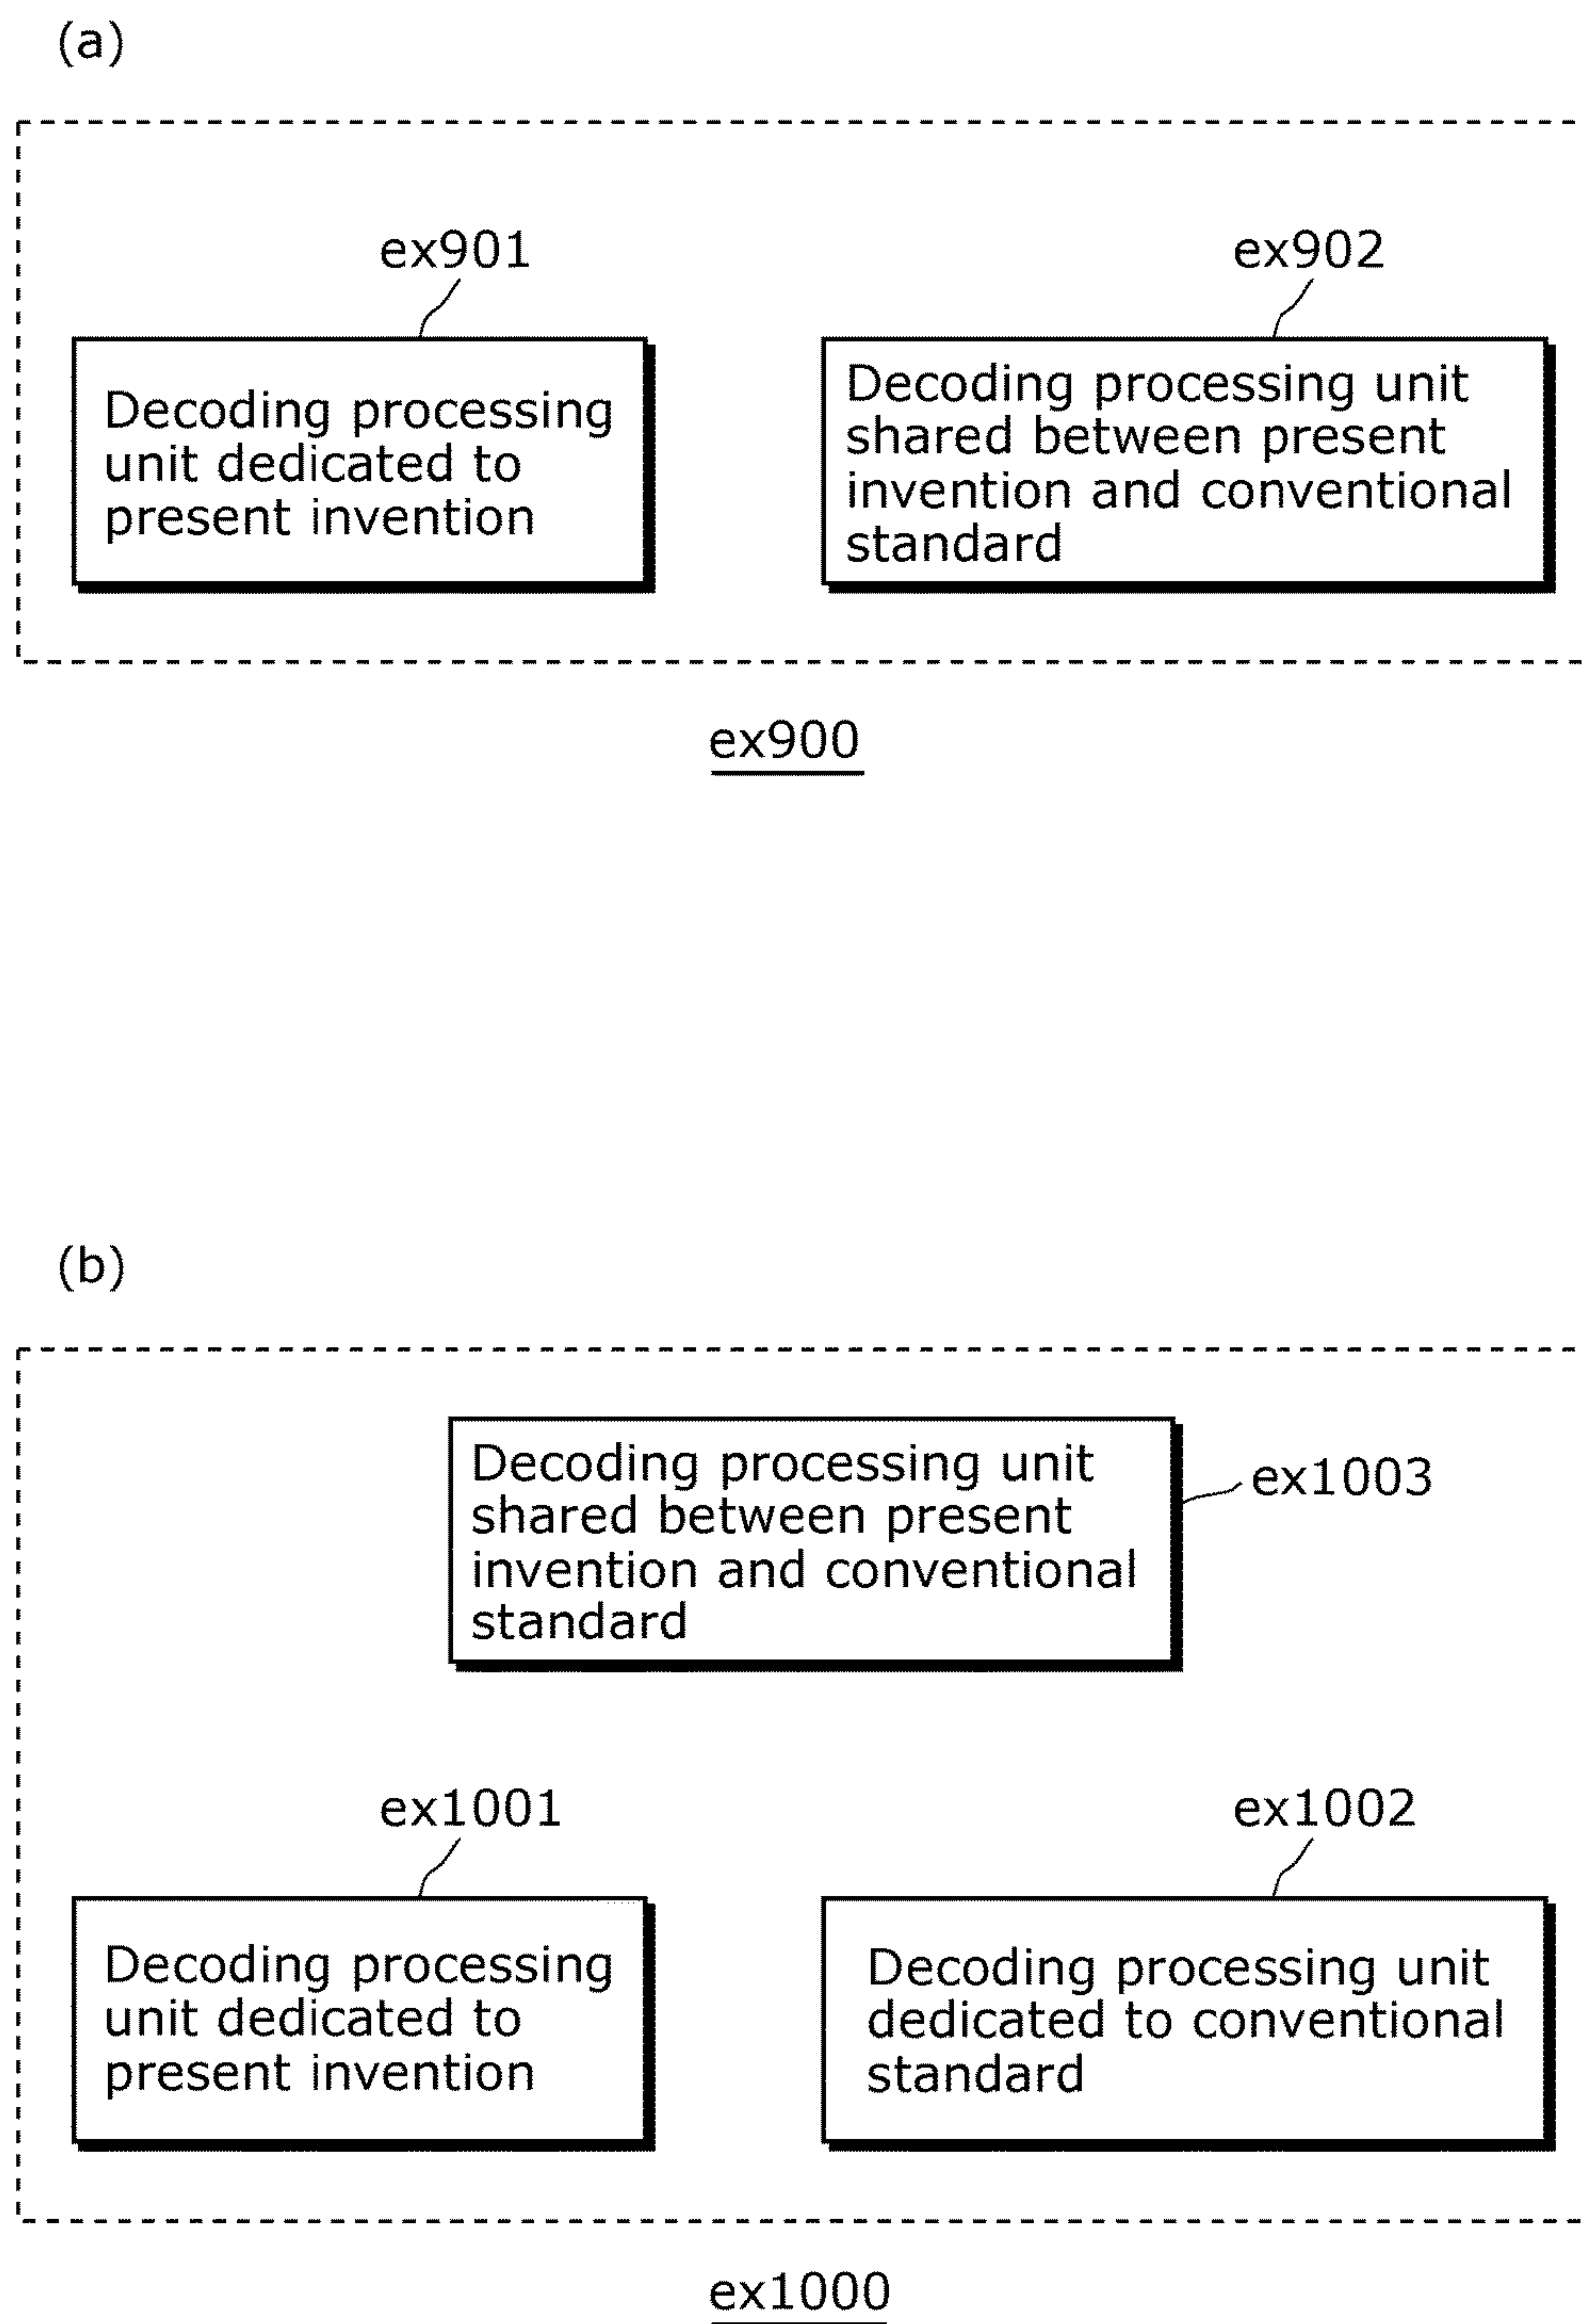 (a)
ex901
ex902
Decoding processing
unit dedicated to
present invention
Decoding processing unit
shared between present
invention and conventional
standard
ex900
(b)
Decoding processing unit
shared between present
invention and conventional
standard
ex1003
ex1001
ex1002
Decoding processing
unit dedicated to
present invention
Decoding processing unit
dedicated to conventional
standard
ex1000